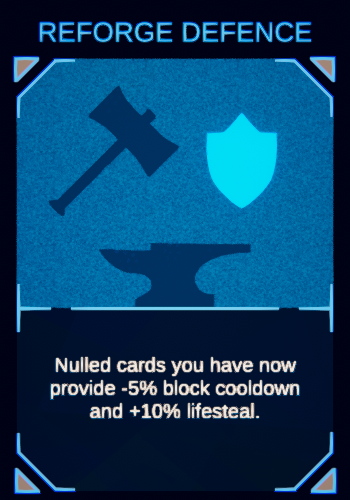 REFORGE DEFENCE
Nulled cards you have now
provide -5% block cooldown
and +10% lifesteal.